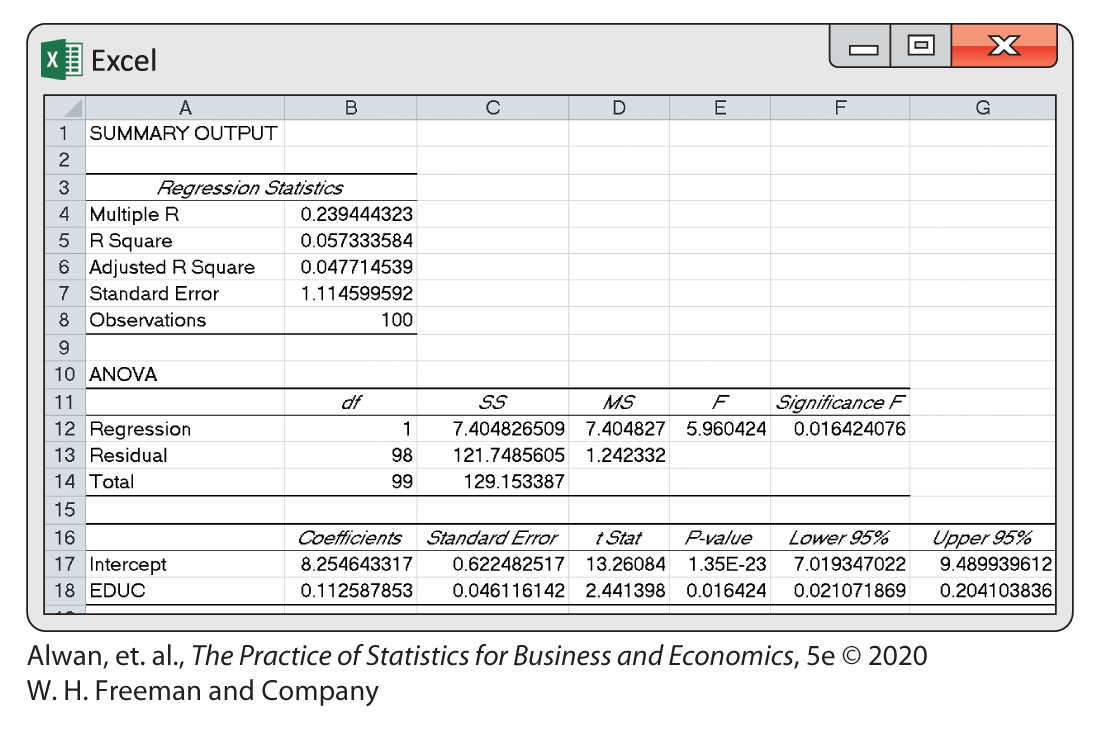 Excel
A B C D E F G
1 SUMMARY OUTPUT
2
3 Regression Statistics
4 Multiple R 0.239444323
5 R Square 0.057333584
6 Adjusted R Square 0.047714539
7 Standard Error 1.114599592
8 Observations 100
9
10 ANOVA
11 df SS MS F Significance F
12 Regression 1 7.404826509 7.404827 5.960424 0.016424076
13 Residual 98 121.7485605 1.242332
14 Total 99 129.153387
15
16 Coefficients Standard Error t Stat P-value Lower 95% Upper 95%
17 Intercept 8.254643317 0.622482517 13.26084 1.35E-23 7.019347022 9.489939612
18 EDUC 0.112587853 0.046116142 2.441398 0.016424 0.021071869 0.204103836
Alwan, et. al., The Practice of Statistics for Business and Economics, 5e © 2020
W. H. Freeman and Company